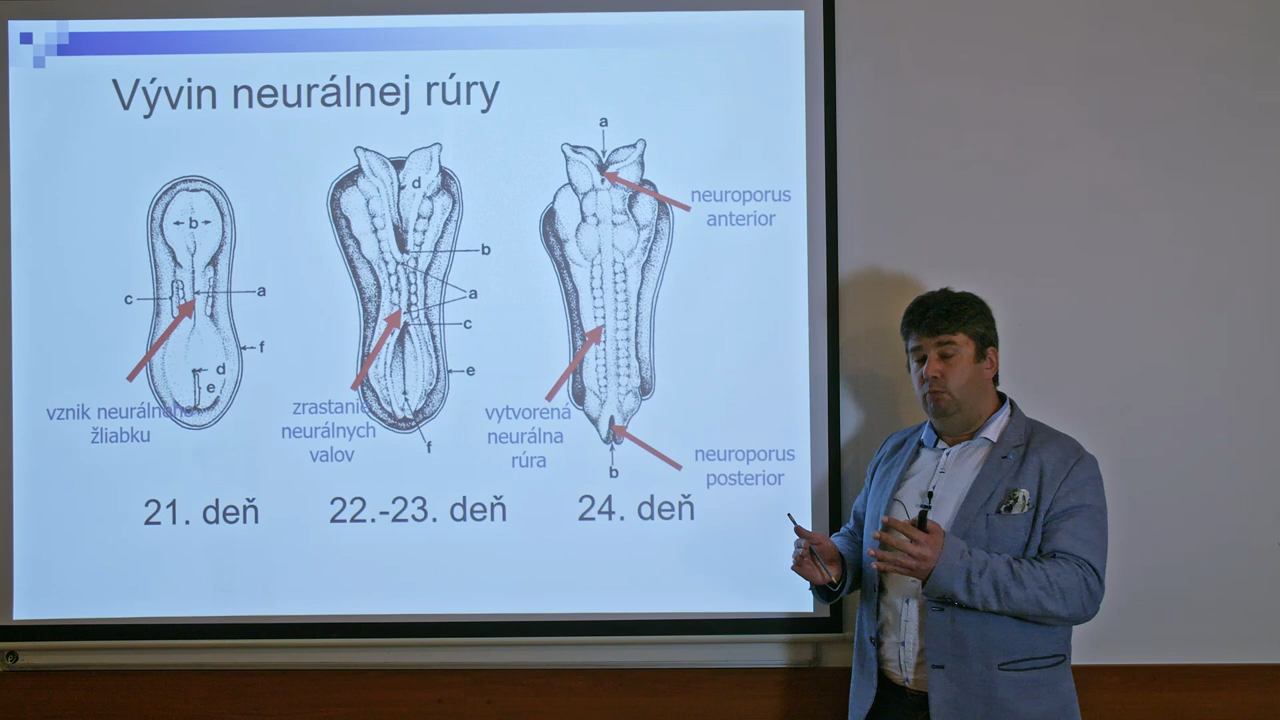 Vývin neurálnej rúry
b
c
a
f
d
e
vznik neurálneho
žliabku
21. deň
d
b
a
c
e
f
zrastanie
neurálnych
valov
22.-23. deň
a
neuroporus
anterior
vytvorená
neurálna
rúra
neuroporus
posterior
b
24. deň